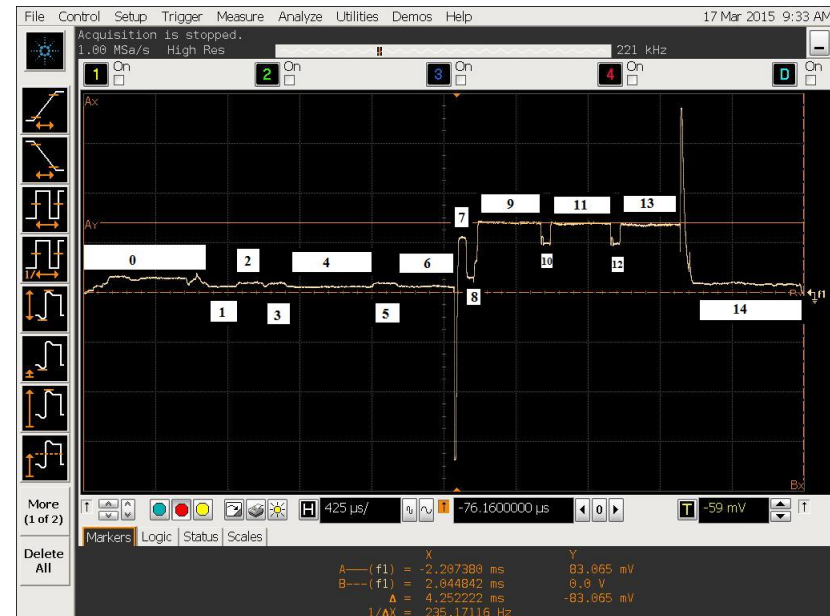 File Control Setup Trigger Measure Analyze Utilities Demos Help 17 Mar 2015 9:33 AM
Acquisition is stopped.
1.00 MSa/s High Res 221 kHz
1 On 2 On 3 On 4 On D On
Ax
9 11 13
7
Ay
10 12
0 2 4 6
f1
8
1 3 5 14
Bx
1/
More
(1 of 2)
H 425 µs/ -76.1600000 µs 0 T -59 mV
Markers Logic Status Scales
Delete
All
X Y
A---(f1) = -2.207380 ms 83.065 mV
B---(f1) = 2.044842 ms 0.0 V
Δ = 4.252222 ms -83.065 mV
1/ΔX = 235.17116 Hz